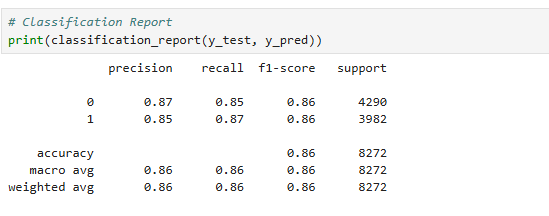 # Classification Report
print(classification_report(y_test, y_pred))
precision recall f1-score support
0 0.87 0.85 0.86 4290
1 0.85 0.87 0.86 3982
accuracy 0.86 8272
macro avg 0.86 0.86 0.86 8272
weighted avg 0.86 0.86 0.86 8272